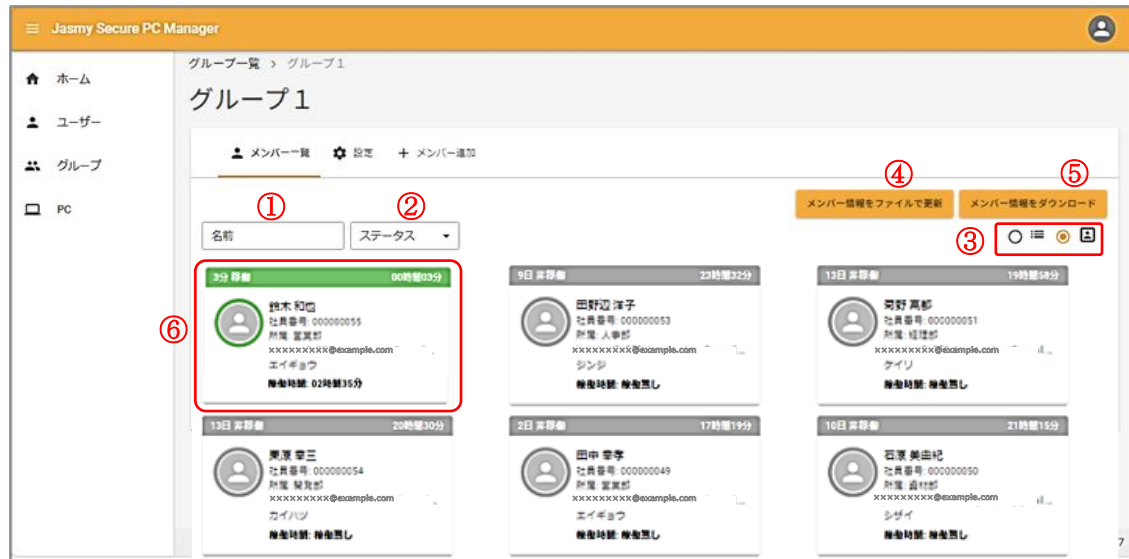 Jasmy Secure PC Manager
ホーム
ユーザー
グループ
PC
グループ一覧 › グループ1
グループ１
メンバー一覧 設定 + メンバー追加
① ② ④ ⑤
メンバー情報をファイルで更新 メンバー情報をダウンロード
名前 ステータス ③
⑥
3分 稼働 00時間03分
鈴木 和也
社員番号: 000000055
所属: 営業部
xxxxxxxxx@example.com
エイギョウ
稼働時間: 02時間35分
9日 非稼働 23時間32分
田野辺 洋子
社員番号: 000000053
所属: 人事部
xxxxxxxxx@example.com
ジンジ
稼働時間: 稼働無し
13日 非稼働 19時間58分
社員番号: 000000051
所属: 経理部
xxxxxxxxx@example.com
ケイリ
稼働時間: 稼働無し
13日 非稼働 20時間30分
栗原 幸三
社員番号: 000000054
所属: 開発部
xxxxxxxxx@example.com
カイハツ
稼働時間: 稼働無し
2日 非稼働 17時間19分
田中 幸孝
社員番号: 000000049
所属: 営業部
xxxxxxxxx@example.com
エイギョウ
稼働時間: 稼働無し
10日 非稼働 21時間15分
石原 美由紀
社員番号: 000000050
所属: 資材部
xxxxxxxxx@example.com
シザイ
稼働時間: 稼働無し
7